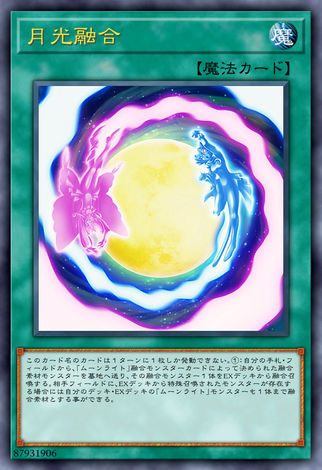 月光融合
魔
【魔法カード】
このカード名のカードは1ターンに1枚しか発動できない。①:自分の手札・フ
ィールドから、「ムーンライト」融合モンスターカードによって決められた融合
素材モンスターを墓地へ送り、その融合モンスター1体をEXデッキから融合召
喚する。相手フィールドに、EXデッキから特殊召喚されたモンスターが存在す
る場合には自分のデッキ・EXデッキの「ムーンライト」モンスターも1体まで融
合素材とする事ができる。
87931906